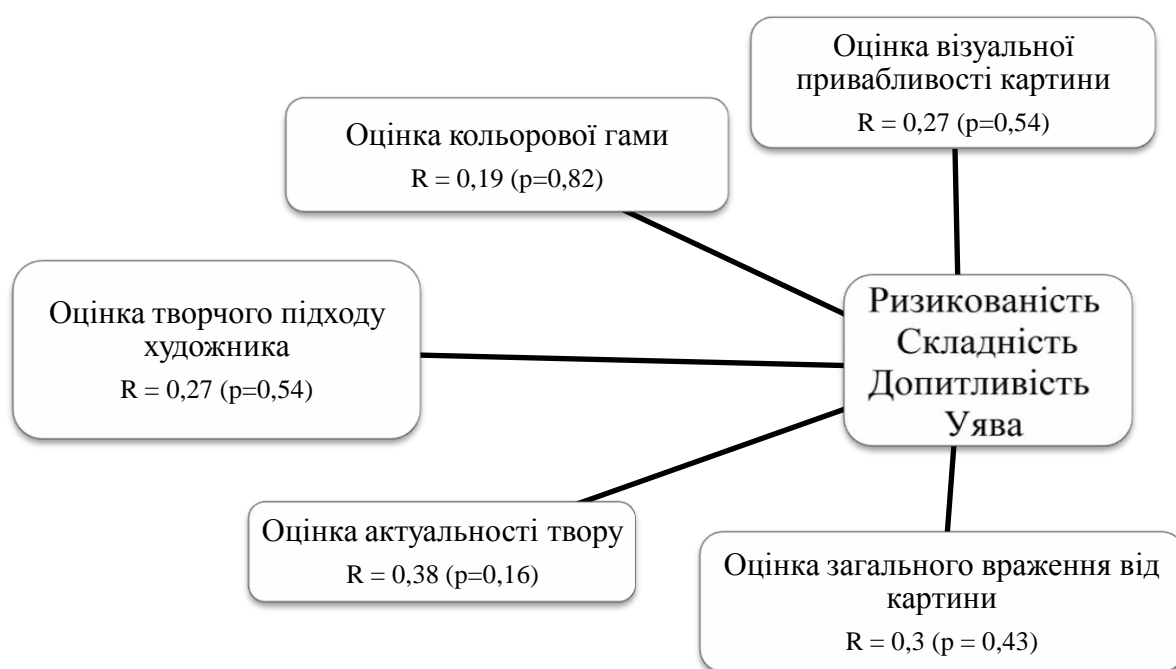 Оцінка візуальної
привабливості картини
R = 0,27 (p=0,54)
Оцінка кольорової гами
R = 0,19 (p=0,82)
Оцінка творчого підходу
художника
R = 0,27 (p=0,54)
Ризикованість
Складність
Допитливість
Уява
Оцінка актуальності твору
R = 0,38 (p=0,16)
Оцінка загального враження від
картини
R = 0,3 (p = 0,43)